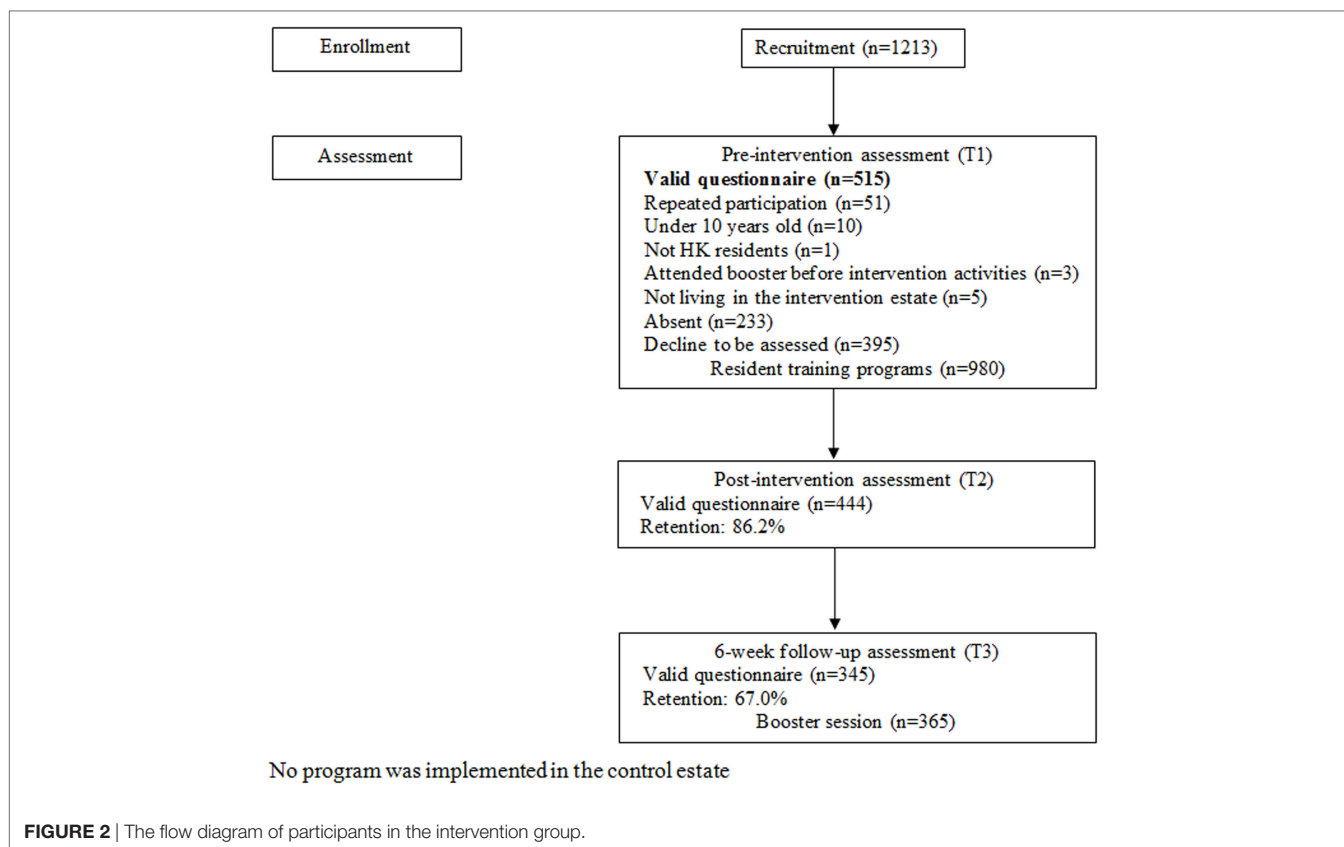 Enrollment
Recruitment (n=1213)
Assessment
Pre-intervention assessment (T1)
Valid questionnaire (n=515)
Repeated participation (n=51)
Under 10 years old (n=10)
Not HK residents (n=1)
Attended booster before intervention activities (n=3)
Not living in the intervention estate (n=5)
Absent (n=233)
Decline to be assessed (n=395)
Resident training programs (n=980)
Post-intervention assessment (T2)
Valid questionnaire (n=444)
Retention: 86.2%
6-week follow-up assessment (T3)
Valid questionnaire (n=345)
Retention: 67.0%
Booster session (n=365)
No program was implemented in the control estate
FIGURE 2 | The flow diagram of participants in the intervention group.